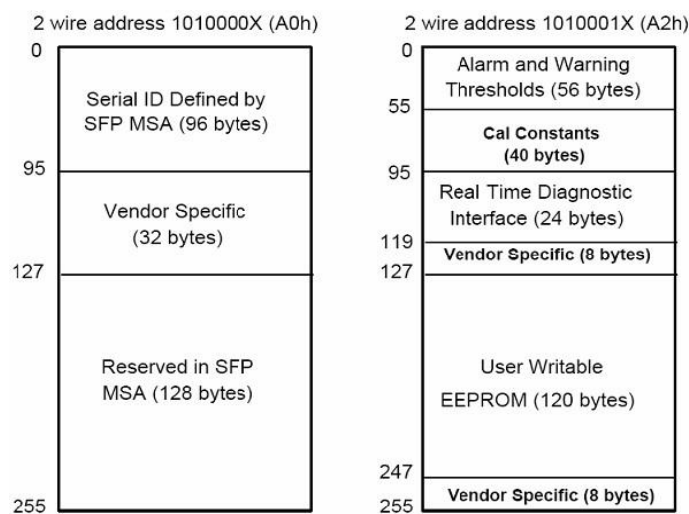 2 wire address 1010000X (A0h)
0
Serial ID Defined by
SFP MSA (96 bytes)
95
Vendor Specific
(32 bytes)
127
Reserved in SFP
MSA (128 bytes)
255
2 wire address 1010001X (A2h)
0
Alarm and Warning
Thresholds (56 bytes)
55
Cal Constants
(40 bytes)
95
Real Time Diagnostic
Interface (24 bytes)
119
Vendor Specific (8 bytes)
127
User Writable
EEPROM (120 bytes)
247
Vendor Specific (8 bytes)
255